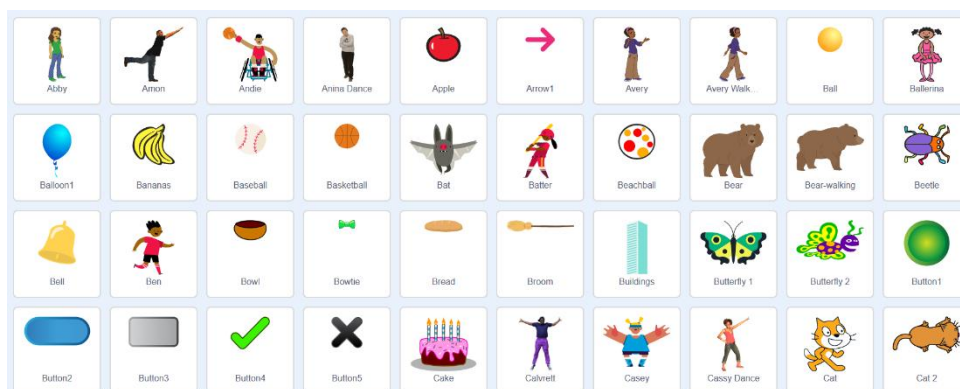 Abby Amon Andie Anina Dance Apple Arrow1 Avery Avery Walk... Ball Ballerina
Balloon1 Bananas Baseball Basketball Bat Batter Beachball Bear Bear-walking Beetle
Bell Ben Bowl Bowtie Bread Broom Buildings Butterfly 1 Butterfly 2 Button1
Button2 Button3 Button4 Button5 Cake Calvrett Casey Cassy Dance Cat Cat 2